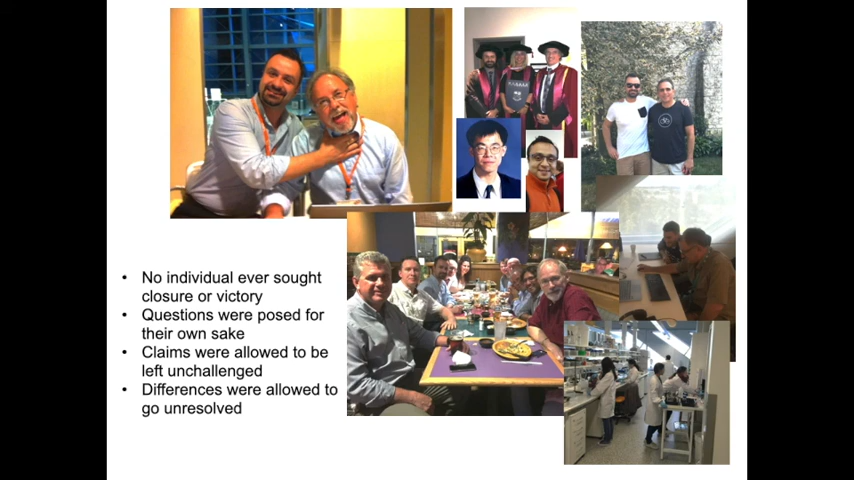 • No individual ever sought
closure or victory
• Questions were posed for
their own sake
• Claims were allowed to be
left unchallenged
• Differences were allowed to
go unresolved